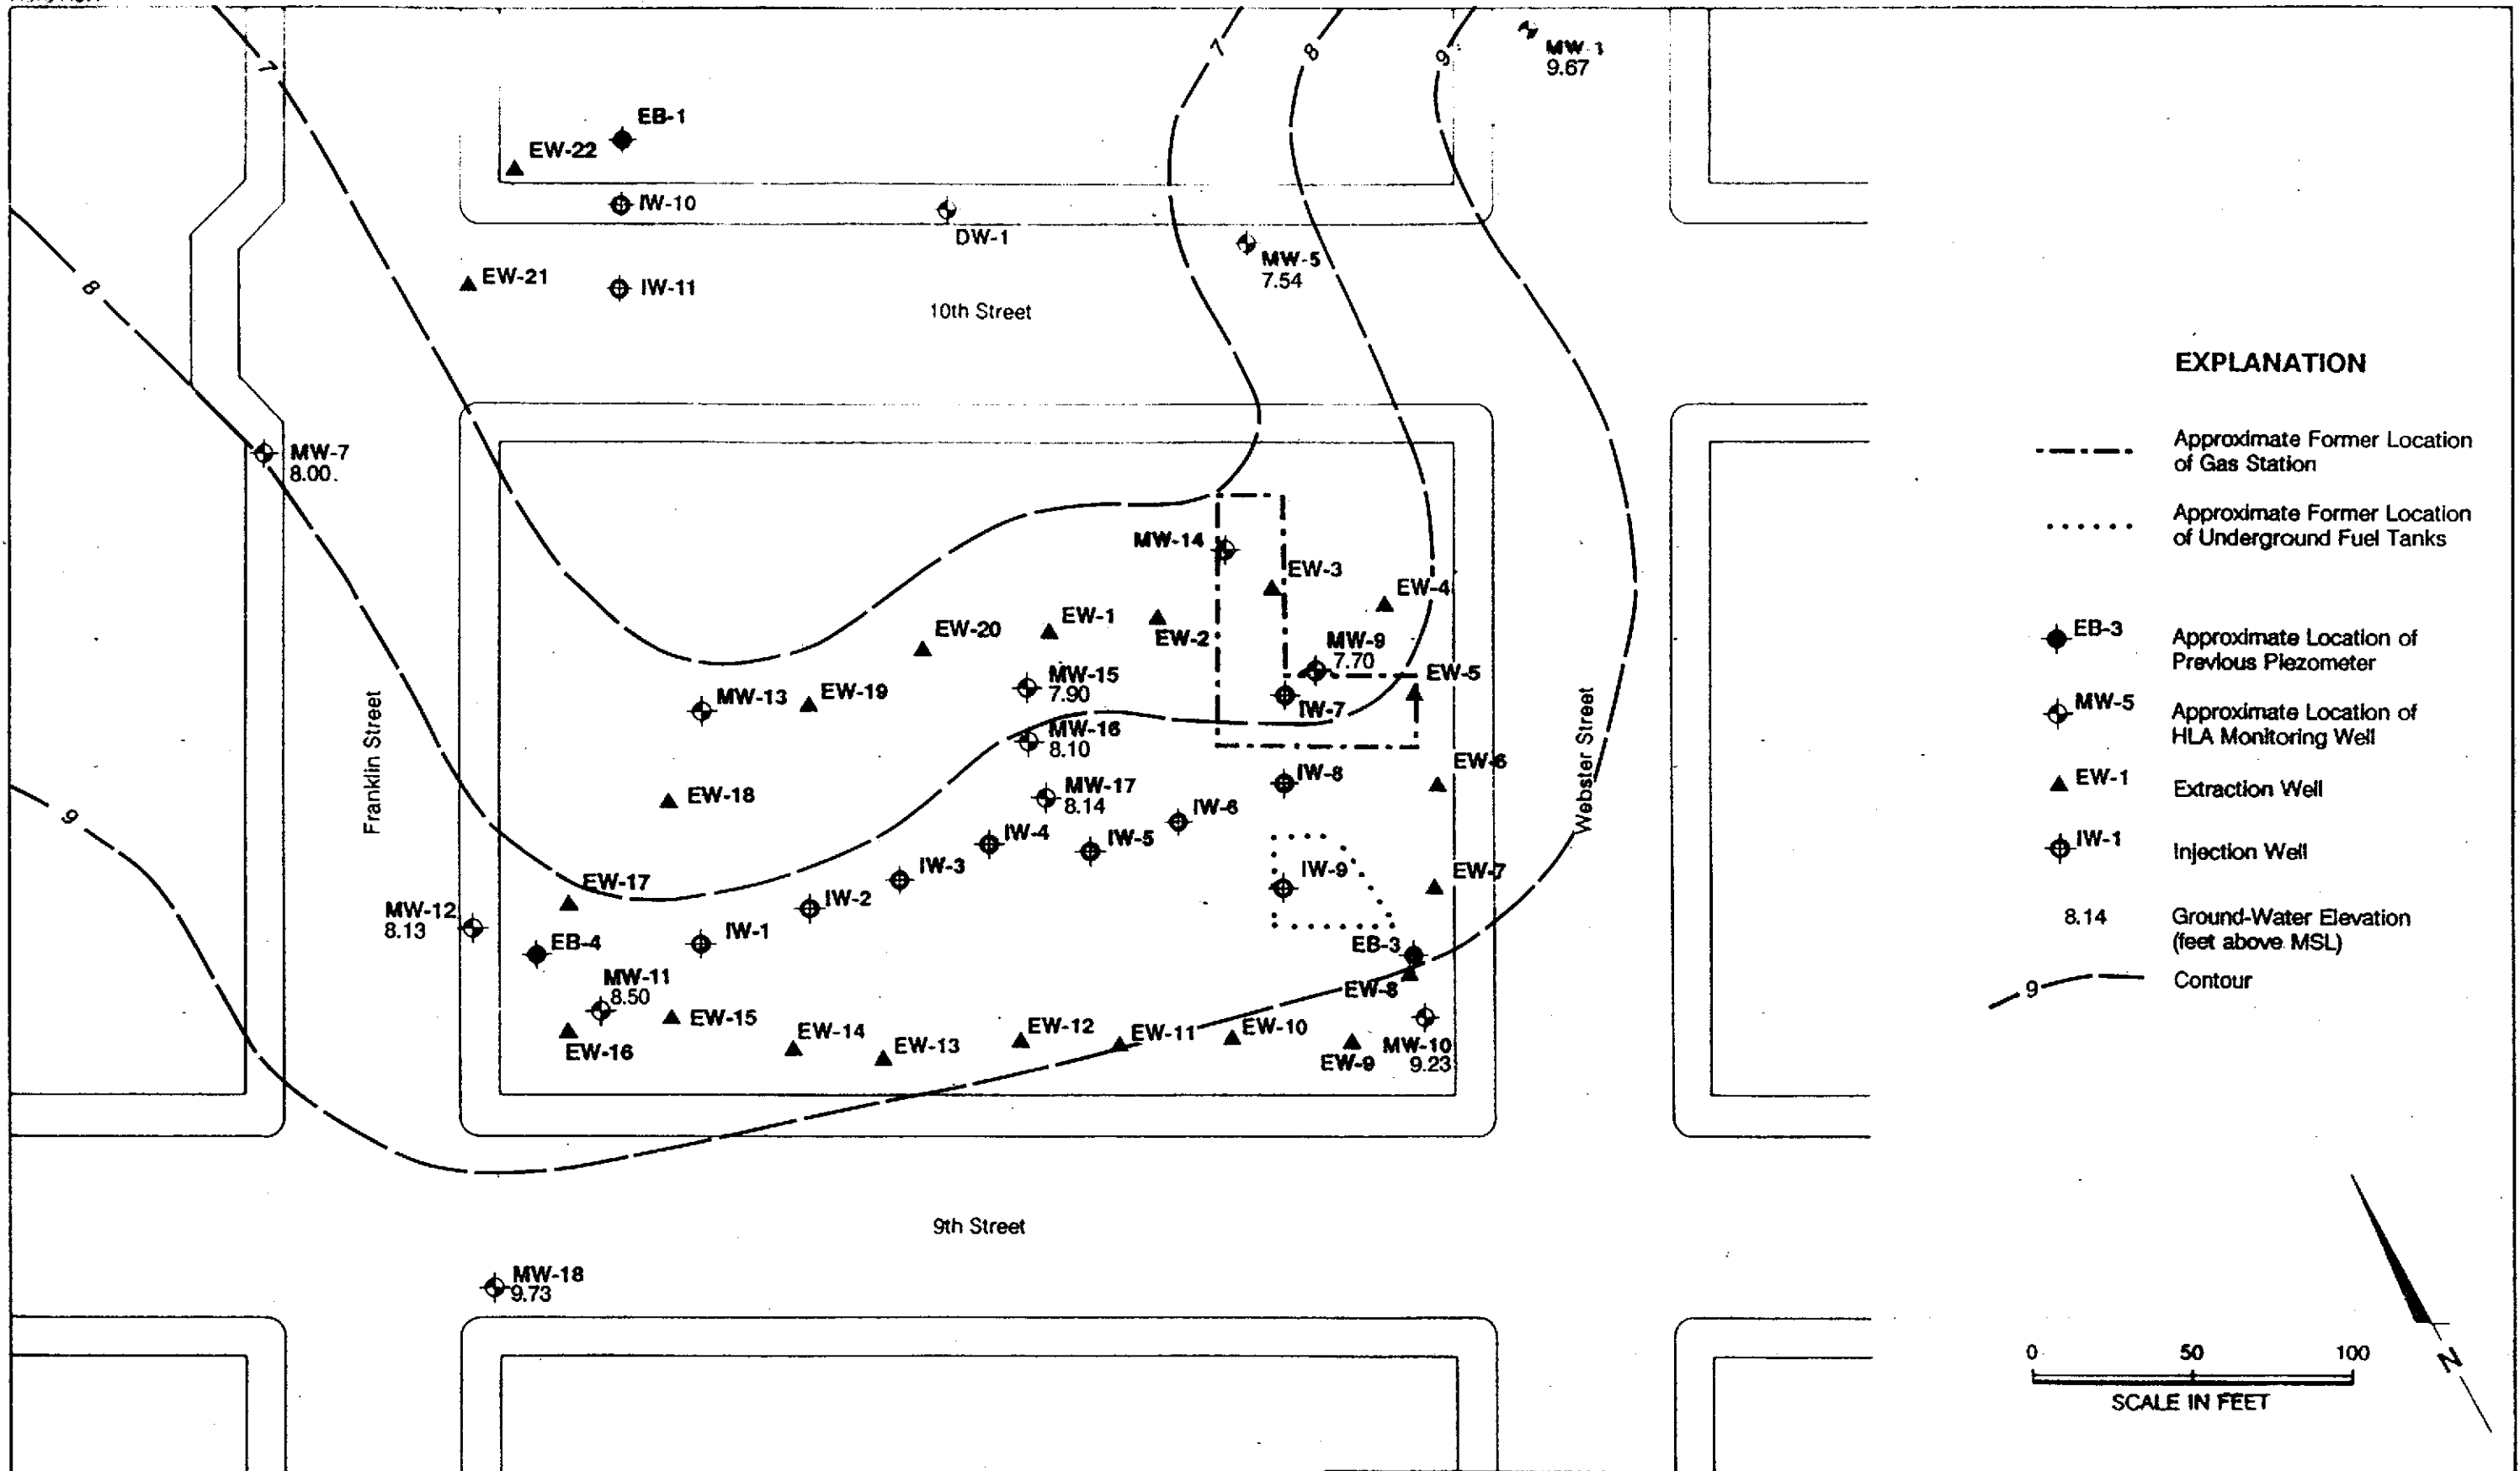 7
7
8
9
MW-1
9.67
EB-1
EW-22
IW-10
DW-1
MW-5
7.54
EW-21
IW-11
10th Street
8
MW-7
8.00
MW-14
EW-3
EW-4
EW-1
EW-20
EW-2
MW-9
7.70
EW-5
MW-15
7.90
MW-13
EW-19
IW-7
MW-16
8.10
Franklin Street
Webster Street
EW-6
IW-8
EW-18
MW-17
8.14
IW-6
9
IW-4
IW-5
IW-3
IW-9
EW-7
EW-17
IW-2
MW-12
8.13
IW-1
EB-4
EB-3
MW-11
8.50
EW-8
EW-15
EW-14
EW-12
EW-11
EW-10
EW-16
EW-13
EW-9
MW-10
9.23
9th Street
MW-18
9.73
EXPLANATION
Approximate Former Location
of Gas Station
Approximate Former Location
of Underground Fuel Tanks
EB-3
Approximate Location of
Previous Piezometer
MW-5
Approximate Location of
HLA Monitoring Well
EW-1
Extraction Well
IW-1
Injection Well
8.14
Ground-Water Elevation
(feet above MSL)
9
Contour
N
0 50 100
SCALE IN FEET